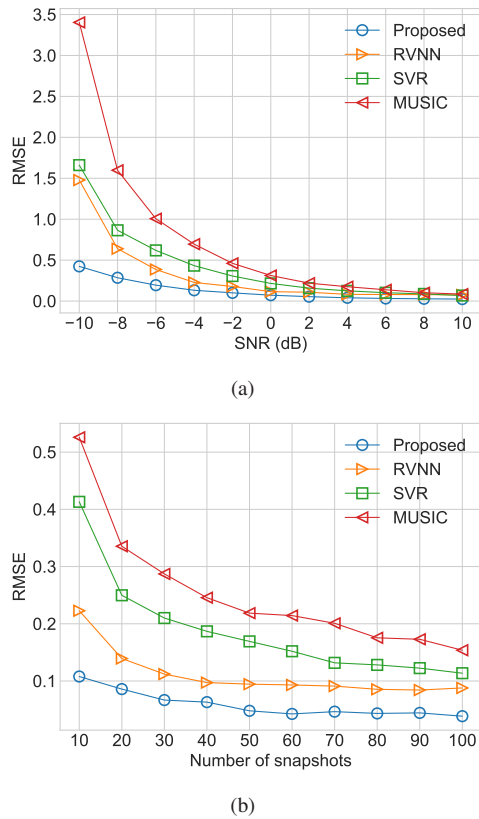 3.5
3.0
2.5
2.0
1.5
1.0
0.5
0.0
RMSE
Proposed
RVNN
SVR
MUSIC
−10 −8 −6 −4 −2 0 2 4 6 8 10
SNR (dB)
(a)
0.5
0.4
0.3
0.2
0.1
RMSE
Proposed
RVNN
SVR
MUSIC
10 20 30 40 50 60 70 80 90 100
Number of snapshots
(b)